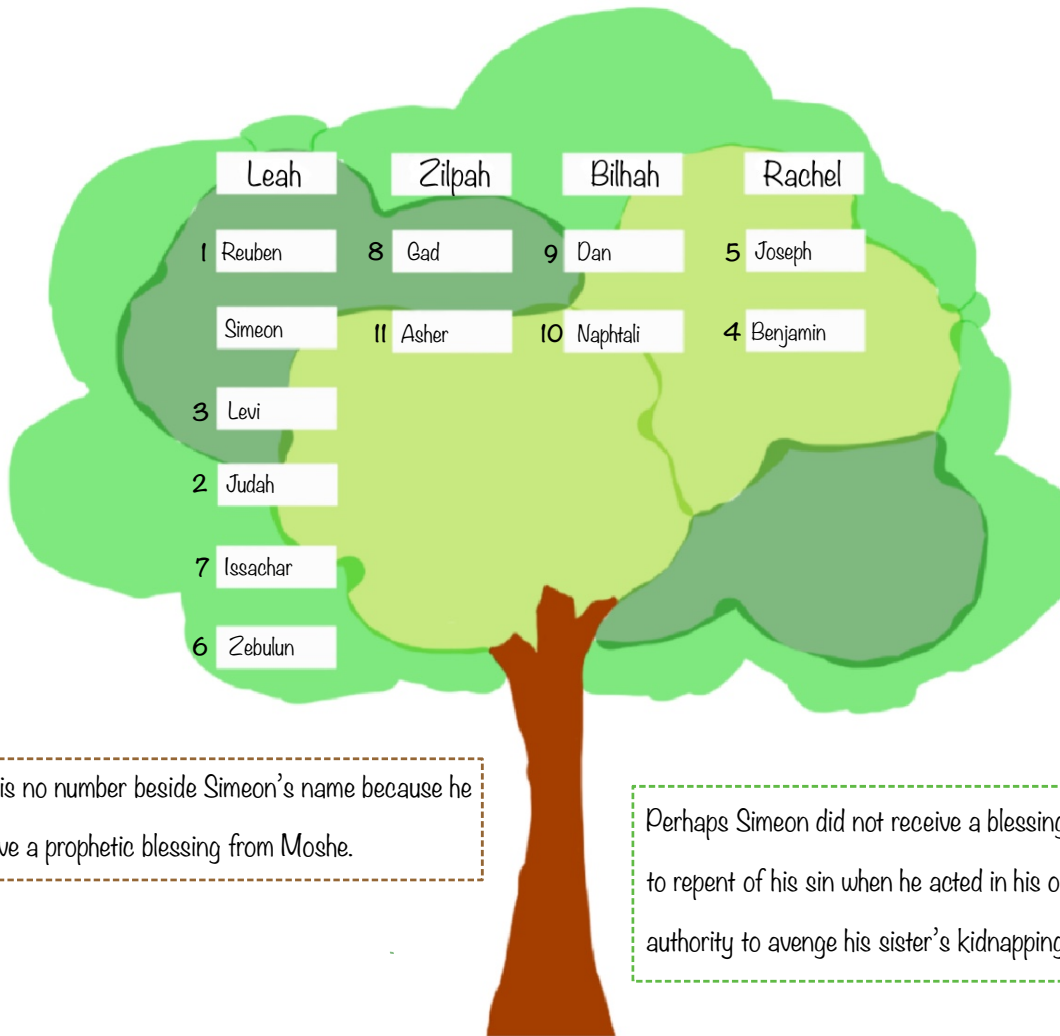 Leah Zilpah Bilhah Rachel
1 Reuben 8 Gad 9 Dan 5 Joseph
Simeon 11 Asher 10 Naphtali 4 Benjamin
3 Levi
2 Judah
7 Issachar
6 Zebulun
is no number beside Simeon's name because he
ve a prophetic blessing from Moshe.
Perhaps Simeon did not receive a blessing
to repent of his sin when he acted in his o
authority to avenge his sister's kidnapping